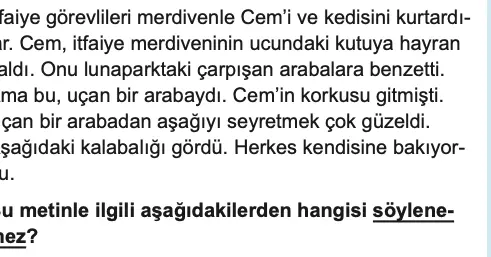 faiye görevlileri merdivenle Cem’i ve kedisini kurtardı-
r. Cem, itfaiye merdiveninin ucundaki kutuya hayran
aldı. Onu lunaparktaki çarpışan arabalara benzetti.
ma bu, uçan bir arabaydı. Cem’in korkusu gitmişti.
çan bir arabadan aşağıyı seyretmek çok güzeldi.
şağıdaki kalabalığı gördü. Herkes kendisine bakıyor-
u.
u metinle ilgili aşağıdakilerden hangisi söylene-
ez?